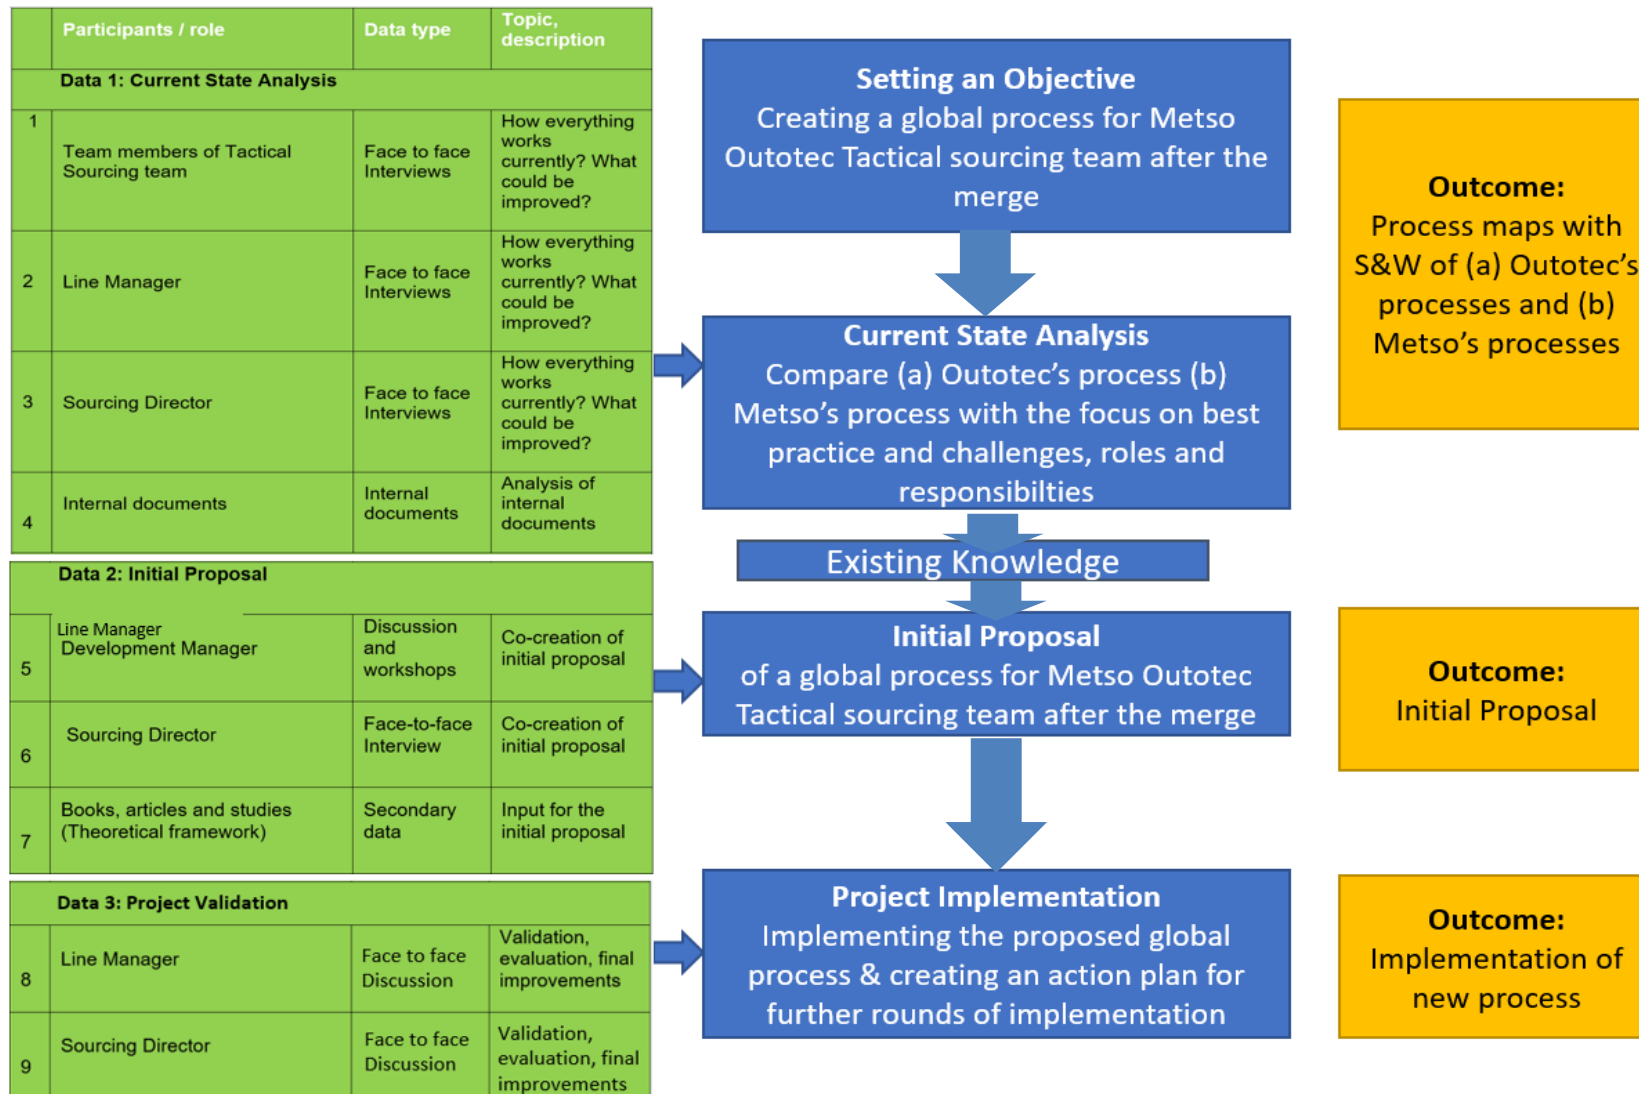 Participants / role
Data type
Topic,
description
Data 1: Current State Analysis
1
Team members of Tactical
Sourcing team
Face to face
Interviews
How everything
works
currently? What
could be
improved?
2
Line Manager
Face to face
Interviews
How everything
works
currently? What
could be
improved?
3
Sourcing Director
Face to face
Interviews
How everything
works
currently? What
could be
improved?
4
Internal documents
Internal
documents
Analysis of
internal
documents
Data 2: Initial Proposal
5
Line Manager
Development Manager
Discussion
and
workshops
Co-creation of
initial proposal
6
Sourcing Director
Face-to-face
Interview
Co-creation of
initial proposal
7
Books, articles and studies
(Theoretical framework)
Secondary
data
Input for the
initial proposal
Data 3: Project Validation
8
Line Manager
Face to face
Discussion
Validation,
evaluation, final
improvements
9
Sourcing Director
Face to face
Discussion
Validation,
evaluation, final
improvements
Setting an Objective
Creating a global process for Metso
Outotec Tactical sourcing team after the
merge
Current State Analysis
Compare (a) Outotec’s process (b)
Metso’s process with the focus on best
practice and challenges, roles and
responsibilties
Existing Knowledge
Initial Proposal
of a global process for Metso Outotec
Tactical sourcing team after the merge
Project Implementation
Implementing the proposed global
process & creating an action plan for
further rounds of implementation
Outcome:
Process maps with
S&W of (a) Outotec’s
processes and (b)
Metso’s processes
Outcome:
Initial Proposal
Outcome:
Implementation of
new process